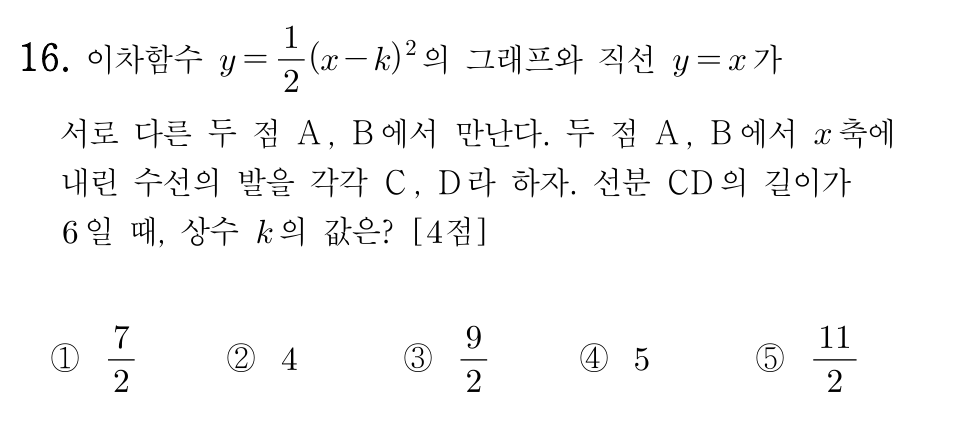 16. 이차함수 y=\frac{1}{2}(x-k)^2의 그래프와 직선 y=x가
서로 다른 두 점 A, B에서 만난다. 두 점 A, B에서 x축에
내린 수선의 발을 각각 C, D라 하자. 선분 CD의 길이가
6일 때, 상수 k의 값은? [4점]
① \frac{7}{2} ② 4 ③ \frac{9}{2} ④ 5 ⑤ \frac{11}{2}